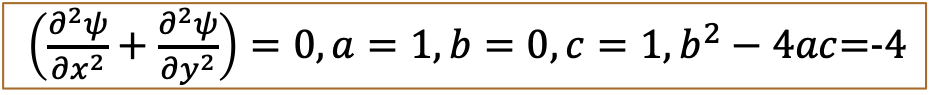 (∂²ψ/∂x² + ∂²ψ/∂y²) = 0, a = 1, b = 0, c = 1, b² − 4ac=-4